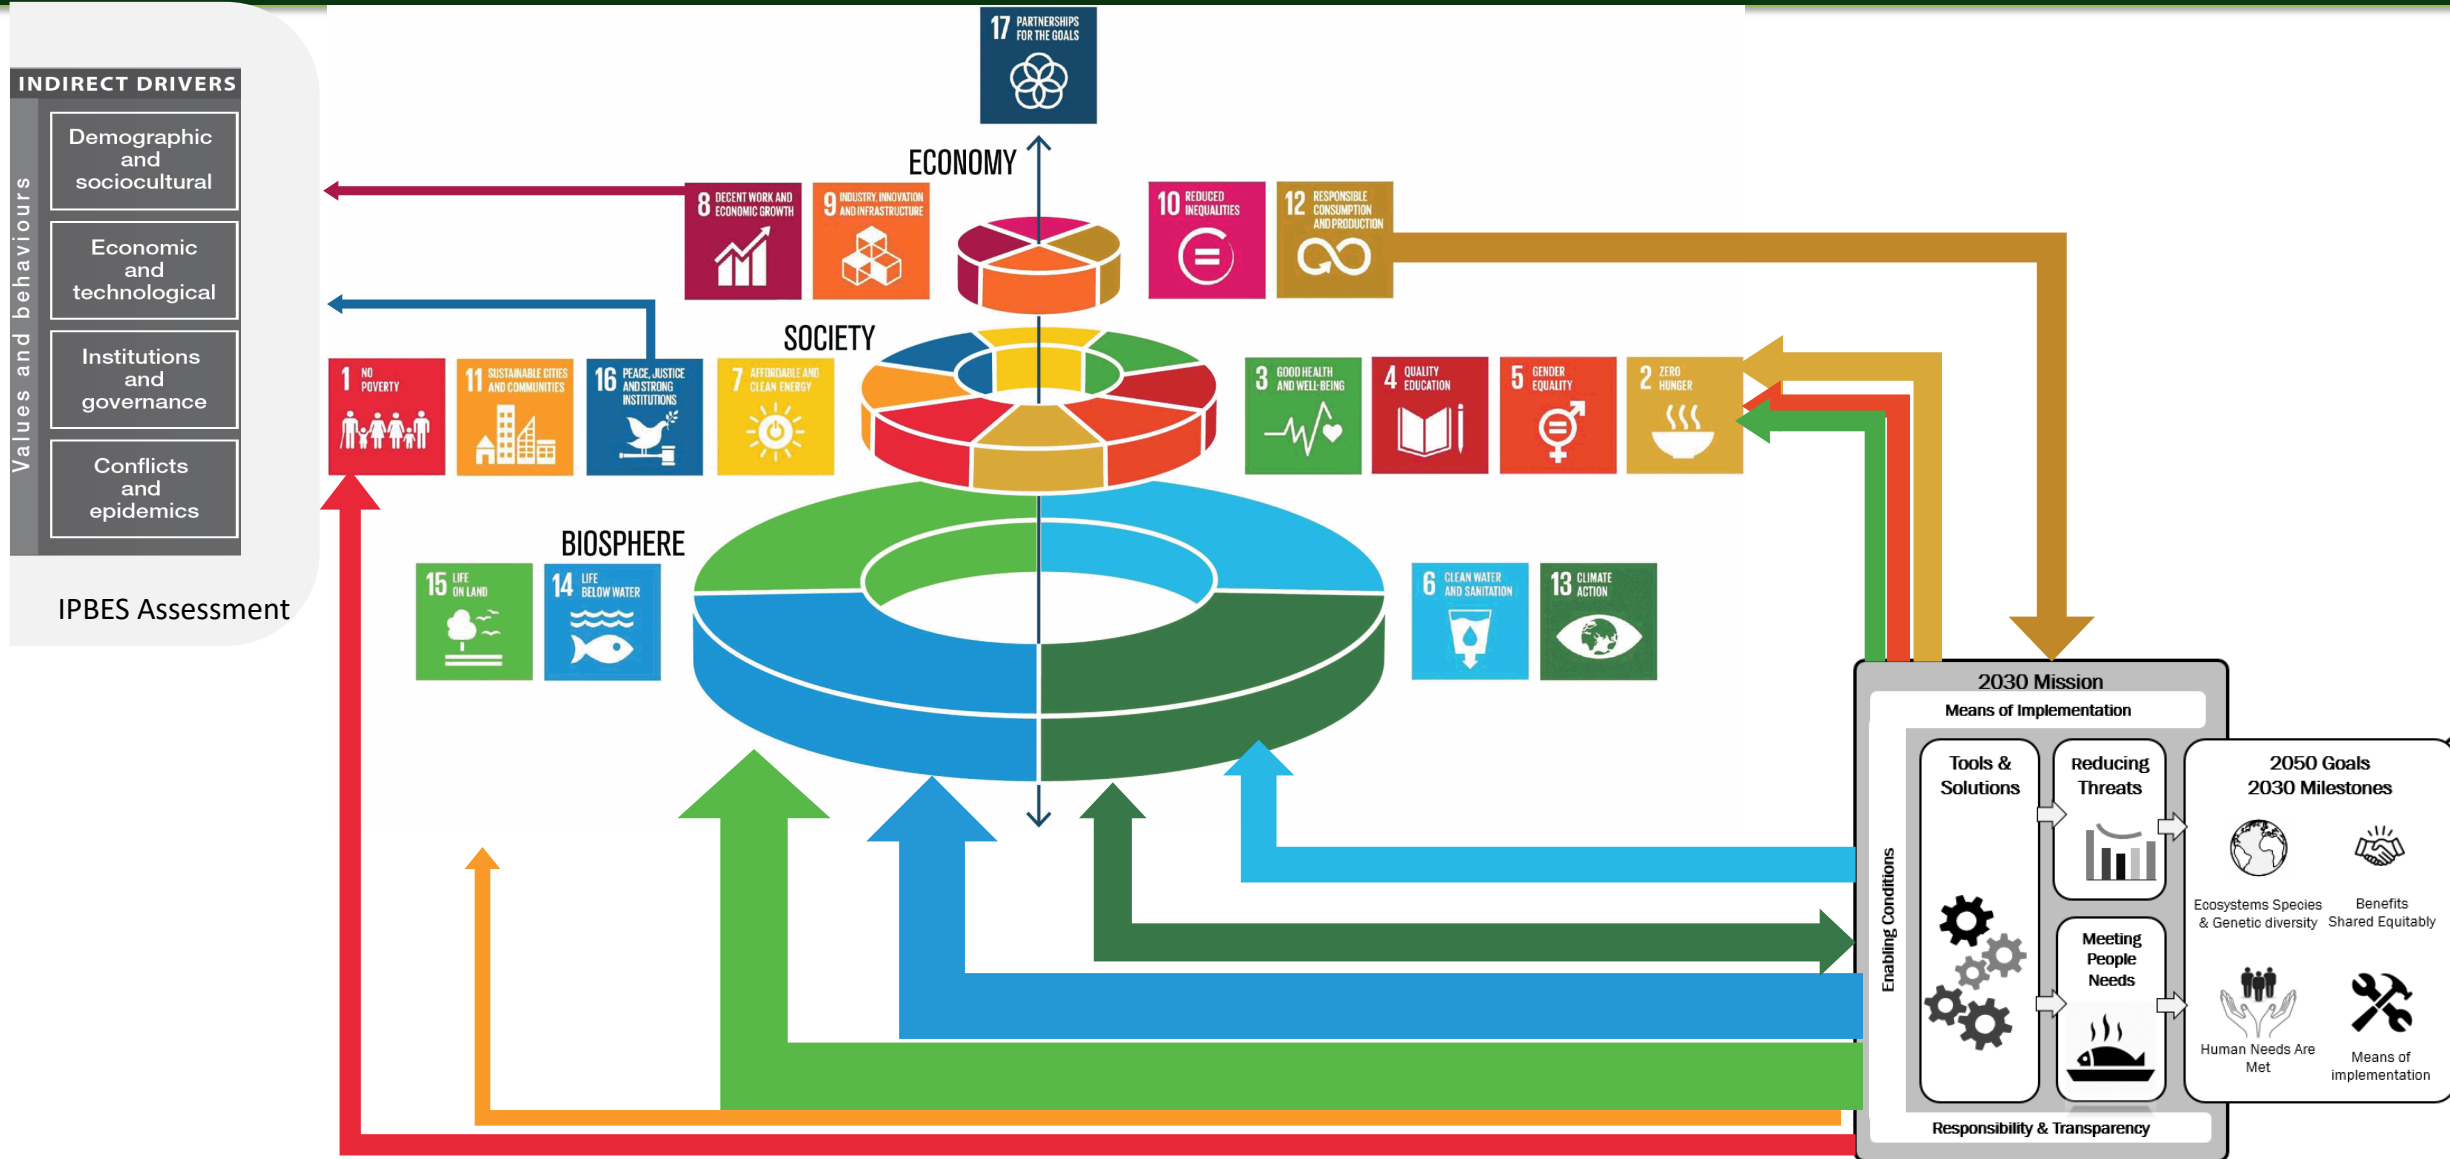 17 PARTNERSHIPS
FOR THE GOALS
INDIRECT DRIVERS
Values and behaviours
Demographic
and
sociocultural
Economic
and
technological
Institutions
and
governance
Conflicts
and
epidemics
IPBES Assessment
ECONOMY
8 DECENT WORK AND
ECONOMIC GROWTH
9 INDUSTRY, INNOVATION
AND INFRASTRUCTURE
10 REDUCED
INEQUALITIES
12 RESPONSIBLE
CONSUMPTION
AND PRODUCTION
SOCIETY
1 NO
POVERTY
11 SUSTAINABLE CITIES
AND COMMUNITIES
16 PEACE, JUSTICE
AND STRONG
INSTITUTIONS
7 AFFORDABLE AND
CLEAN ENERGY
3 GOOD HEALTH
AND WELL-BEING
4 QUALITY
EDUCATION
5 GENDER
EQUALITY
2 ZERO
HUNGER
BIOSPHERE
15 LIFE
ON LAND
14 LIFE
BELOW WATER
6 CLEAN WATER
AND SANITATION
13 CLIMATE
ACTION
2030 Mission
Means of Implementation
Enabling Conditions
Tools &
Solutions
Reducing
Threats
Meeting
People
Needs
2050 Goals
2030 Milestones
Ecosystems Species
& Genetic diversity
Benefits
Shared Equitably
Human Needs Are
Met
Means of
implementation
Responsibility & Transparency